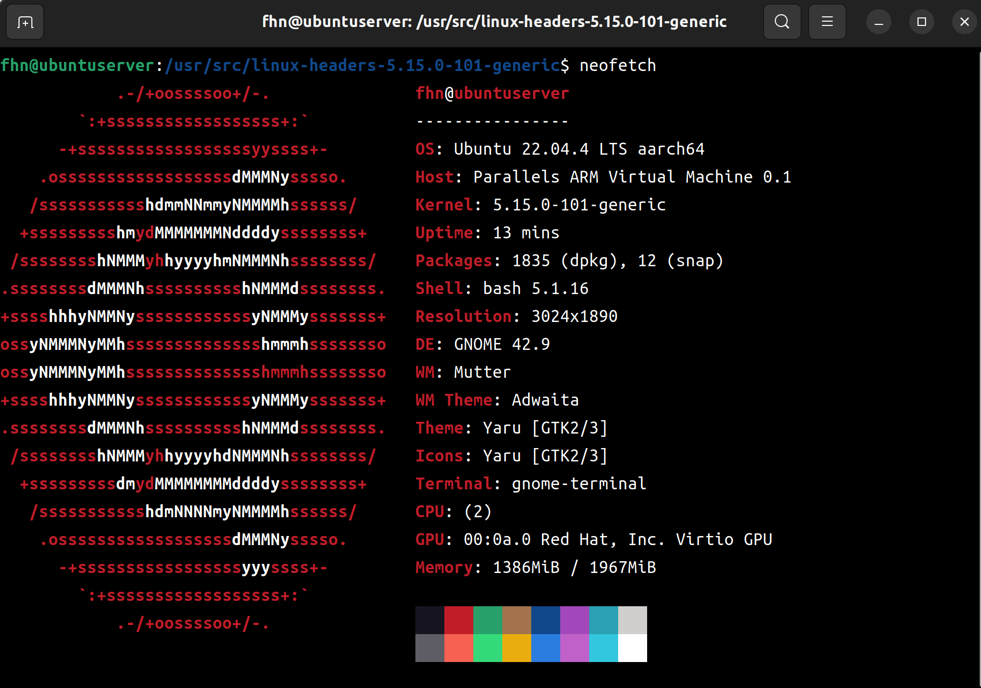 fhn@ubuntuserver: /usr/src/linux-headers-5.15.0-101-generic
fhn@ubuntuserver:/usr/src/linux-headers-5.15.0-101-generic$ neofetch
.-/+oossssoo+/-. fhn@ubuntuserver
`:+ssssssssssssssssss+:` ----------------
-+ssssssssssssssssssyyssss+- OS: Ubuntu 22.04.4 LTS aarch64
.ossssssssssssssssssdMMMNysssso. Host: Parallels ARM Virtual Machine 0.1
/ssssssssssshdmmNNmmyNMMMMhssssss/ Kernel: 5.15.0-101-generic
+ssssssssshmydMMMMMMMNddddyssssssss+ Uptime: 13 mins
/sssssssshNMMMyhhyyyyhmNMMMNhssssssss/ Packages: 1835 (dpkg), 12 (snap)
.ssssssssdMMMNhsssssssssshNMMMdssssssss. Shell: bash 5.1.16
+sssshhhyNMMNyssssssssssssyNMMMysssssss+ Resolution: 3024x1890
ossyNMMMNyMMhsssssssssssssshmmmhssssssso DE: GNOME 42.9
ossyNMMMNyMMhsssssssssssssshmmmhssssssso WM: Mutter
+sssshhhyNMMNyssssssssssssyNMMMysssssss+ WM Theme: Adwaita
.ssssssssdMMMNhsssssssssshNMMMdssssssss. Theme: Yaru [GTK2/3]
/sssssssshNMMMyhhyyyyhdNMMMNhssssssss/ Icons: Yaru [GTK2/3]
+sssssssssdmydMMMMMMMMddddyssssssss+ Terminal: gnome-terminal
/ssssssssssshdmNNNNmyNMMMMhssssss/ CPU: (2)
.ossssssssssssssssssdMMMNysssso. GPU: 00:0a.0 Red Hat, Inc. Virtio GPU
-+sssssssssssssssssyyyssss+- Memory: 1386MiB / 1967MiB
`:+ssssssssssssssssss+:`
.-/+oossssoo+/-.